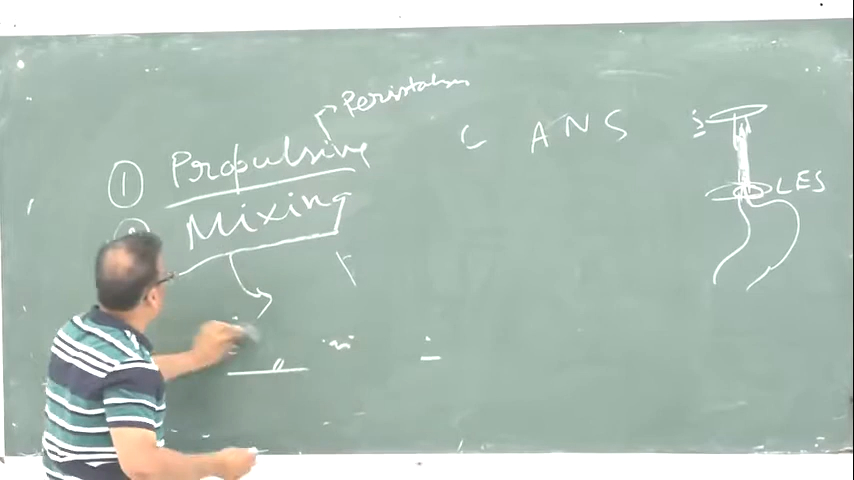 Peristalsis
① Propulsive
C ANS
Mixing
LES